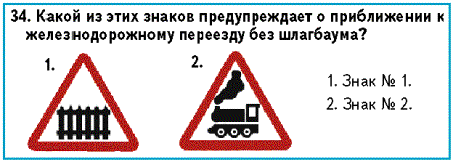 34. Какой из этих знаков предупреждает о приближении к
железнодорожному переезду без шлагбаума?
1.
2.
1. Знак № 1.
2. Знак № 2.